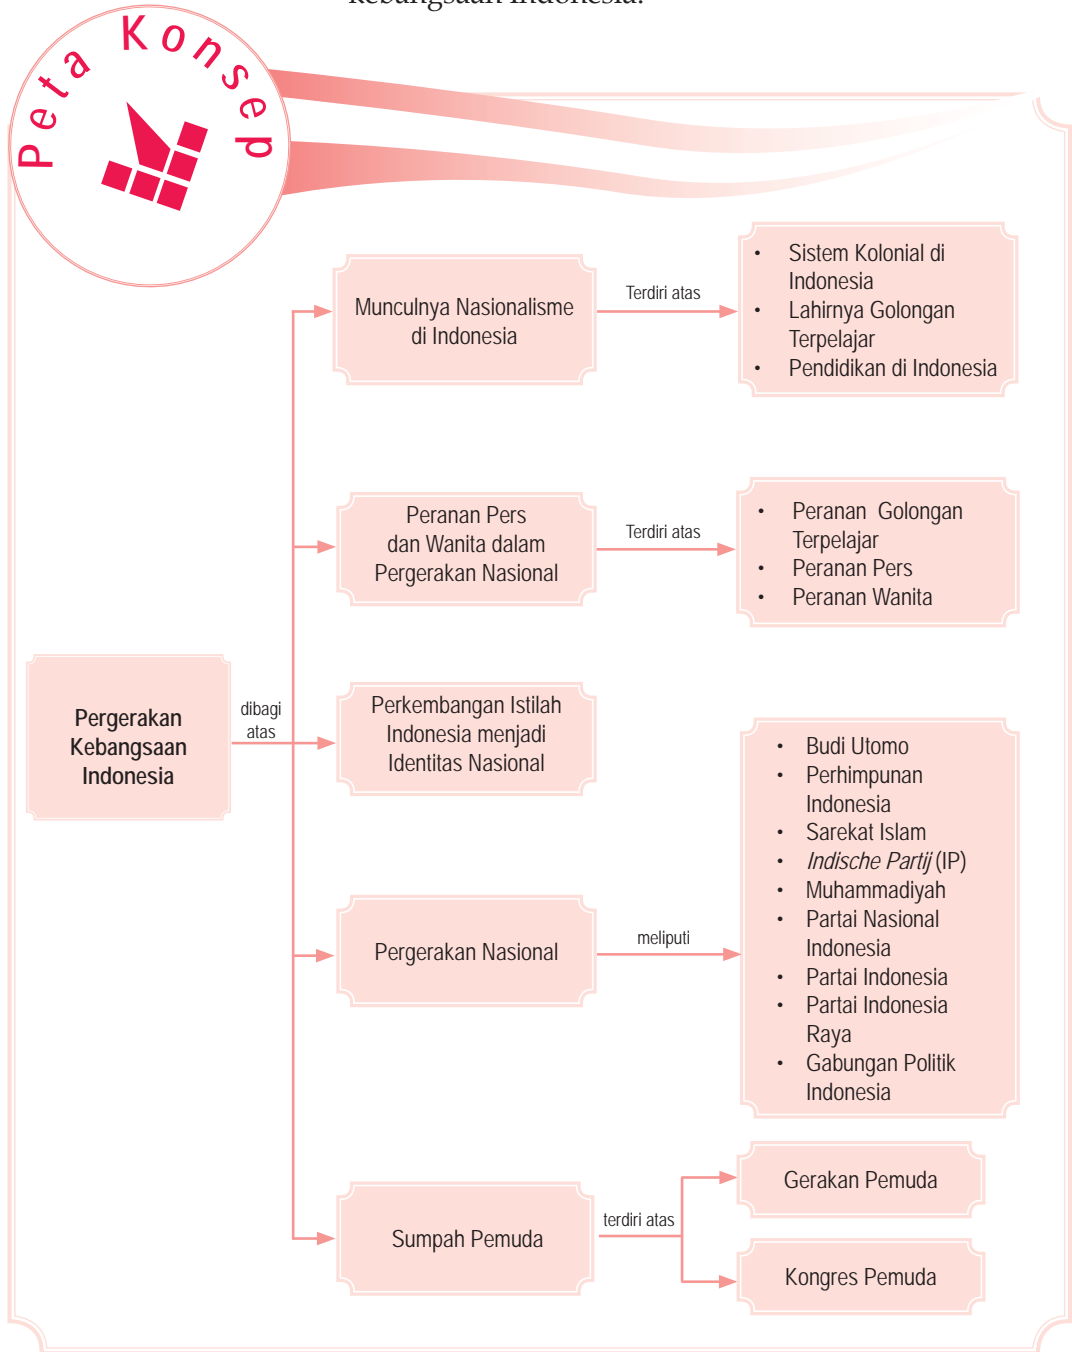 kebangsaan Indonesia.
Peta Konsep
Munculnya Nasionalisme
di Indonesia
Terdiri atas
• Sistem Kolonial di
Indonesia
• Lahirnya Golongan
Terpelajar
• Pendidikan di Indonesia
Peranan Pers
dan Wanita dalam
Pergerakan Nasional
Terdiri atas
• Peranan Golongan
Terpelajar
• Peranan Pers
• Peranan Wanita
Pergerakan
Kebangsaan
Indonesia
dibagi
atas
Perkembangan Istilah
Indonesia menjadi
Identitas Nasional
Pergerakan Nasional
meliputi
• Budi Utomo
• Perhimpunan
Indonesia
• Sarekat Islam
• Indische Partij (IP)
• Muhammadiyah
• Partai Nasional
Indonesia
• Partai Indonesia
• Partai Indonesia
Raya
• Gabungan Politik
Indonesia
Sumpah Pemuda
terdiri atas
Gerakan Pemuda
Kongres Pemuda